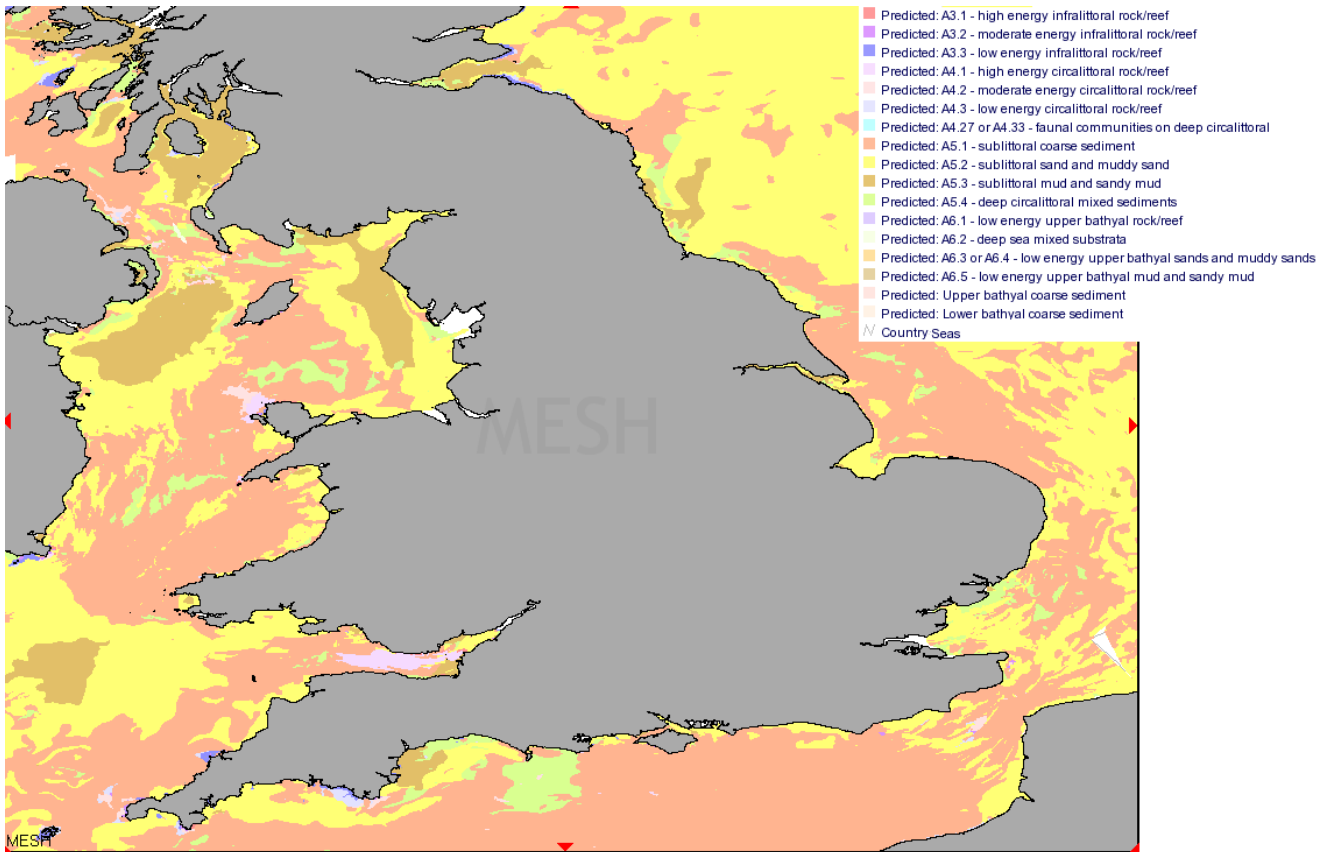 Predicted: A3.1 - high energy infralittoral rock/reef
Predicted: A3.2 - moderate energy infralittoral rock/reef
Predicted: A3.3 - low energy infralittoral rock/reef
Predicted: A4.1 - high energy circalittoral rock/reef
Predicted: A4.2 - moderate energy circalittoral rock/reef
Predicted: A4.3 - low energy circalittoral rock/reef
Predicted: A4.27 or A4.33 - faunal communities on deep circalittoral
Predicted: A5.1 - sublittoral coarse sediment
Predicted: A5.2 - sublittoral sand and muddy sand
Predicted: A5.3 - sublittoral mud and sandy mud
Predicted: A5.4 - deep circalittoral mixed sediments
Predicted: A6.1 - low energy upper bathyal rock/reef
Predicted: A6.2 - deep sea mixed substrata
Predicted: A6.3 or A6.4 - low energy upper bathyal sands and muddy sands
Predicted: A6.5 - low energy upper bathyal mud and sandy mud
Predicted: Upper bathyal coarse sediment
Predicted: Lower bathyal coarse sediment
Country Seas
MESH
MESH